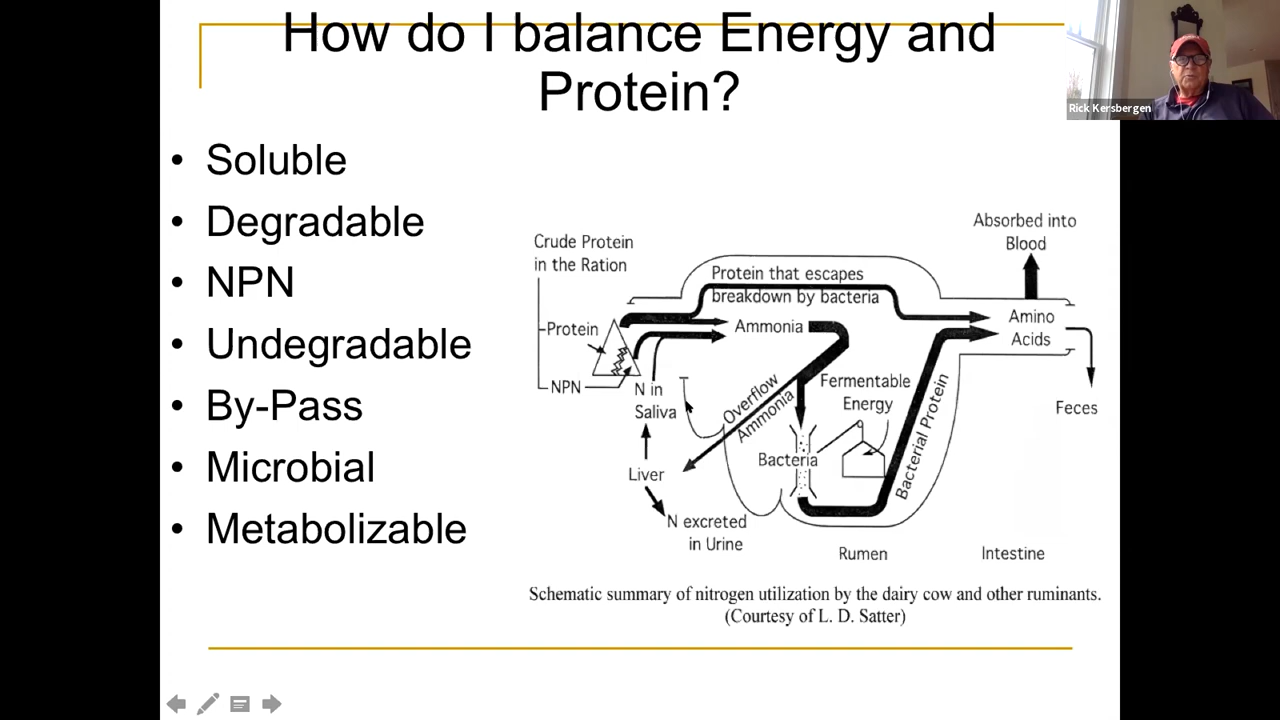 How do I balance Energy and
Protein?
Rick Kersbergen
• Soluble
• Degradable
• NPN
• Undegradable
• By-Pass
• Microbial
• Metabolizable
Crude Protein
in the Ration
Protein
NPN
Protein that escapes
breakdown by bacteria
Ammonia
N in
Saliva
Liver
N excreted
in Urine
Overflow
Ammonia
Fermentable
Energy
Bacteria
Bacterial Protein
Absorbed into
Blood
Amino
Acids
Feces
Rumen
Intestine
Schematic summary of nitrogen utilization by the dairy cow and other ruminants.
(Courtesy of L. D. Satter)